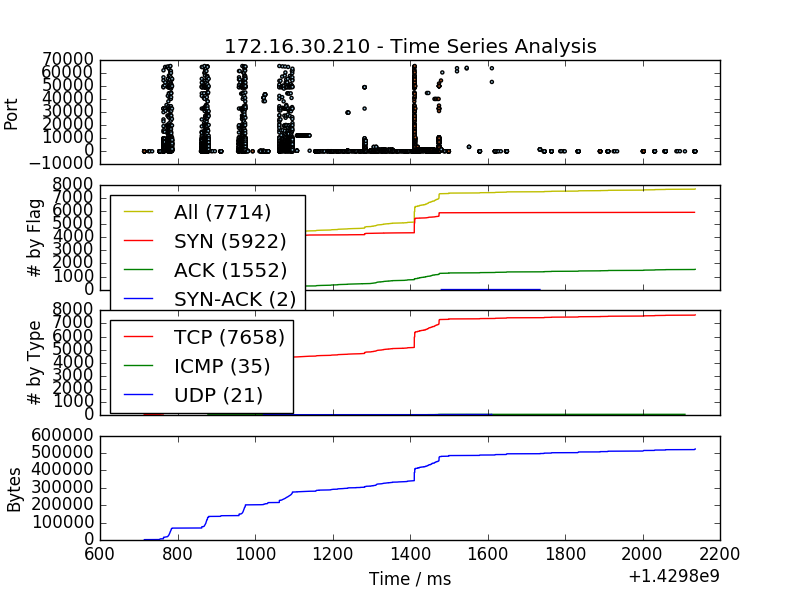 172.16.30.210 - Time Series Analysis
70000
60000
50000
40000
30000
20000
10000
0
−10000
Port
8000
7000
6000
5000
4000
3000
2000
1000
0
# by Flag
All (7714)
SYN (5922)
ACK (1552)
SYN-ACK (2)
8000
7000
6000
5000
4000
3000
2000
1000
0
# by Type
TCP (7658)
ICMP (35)
UDP (21)
600000
500000
400000
300000
200000
100000
0
Bytes
600 800 1000 1200 1400 1600 1800 2000 2200
Time / ms
+1.4298e9